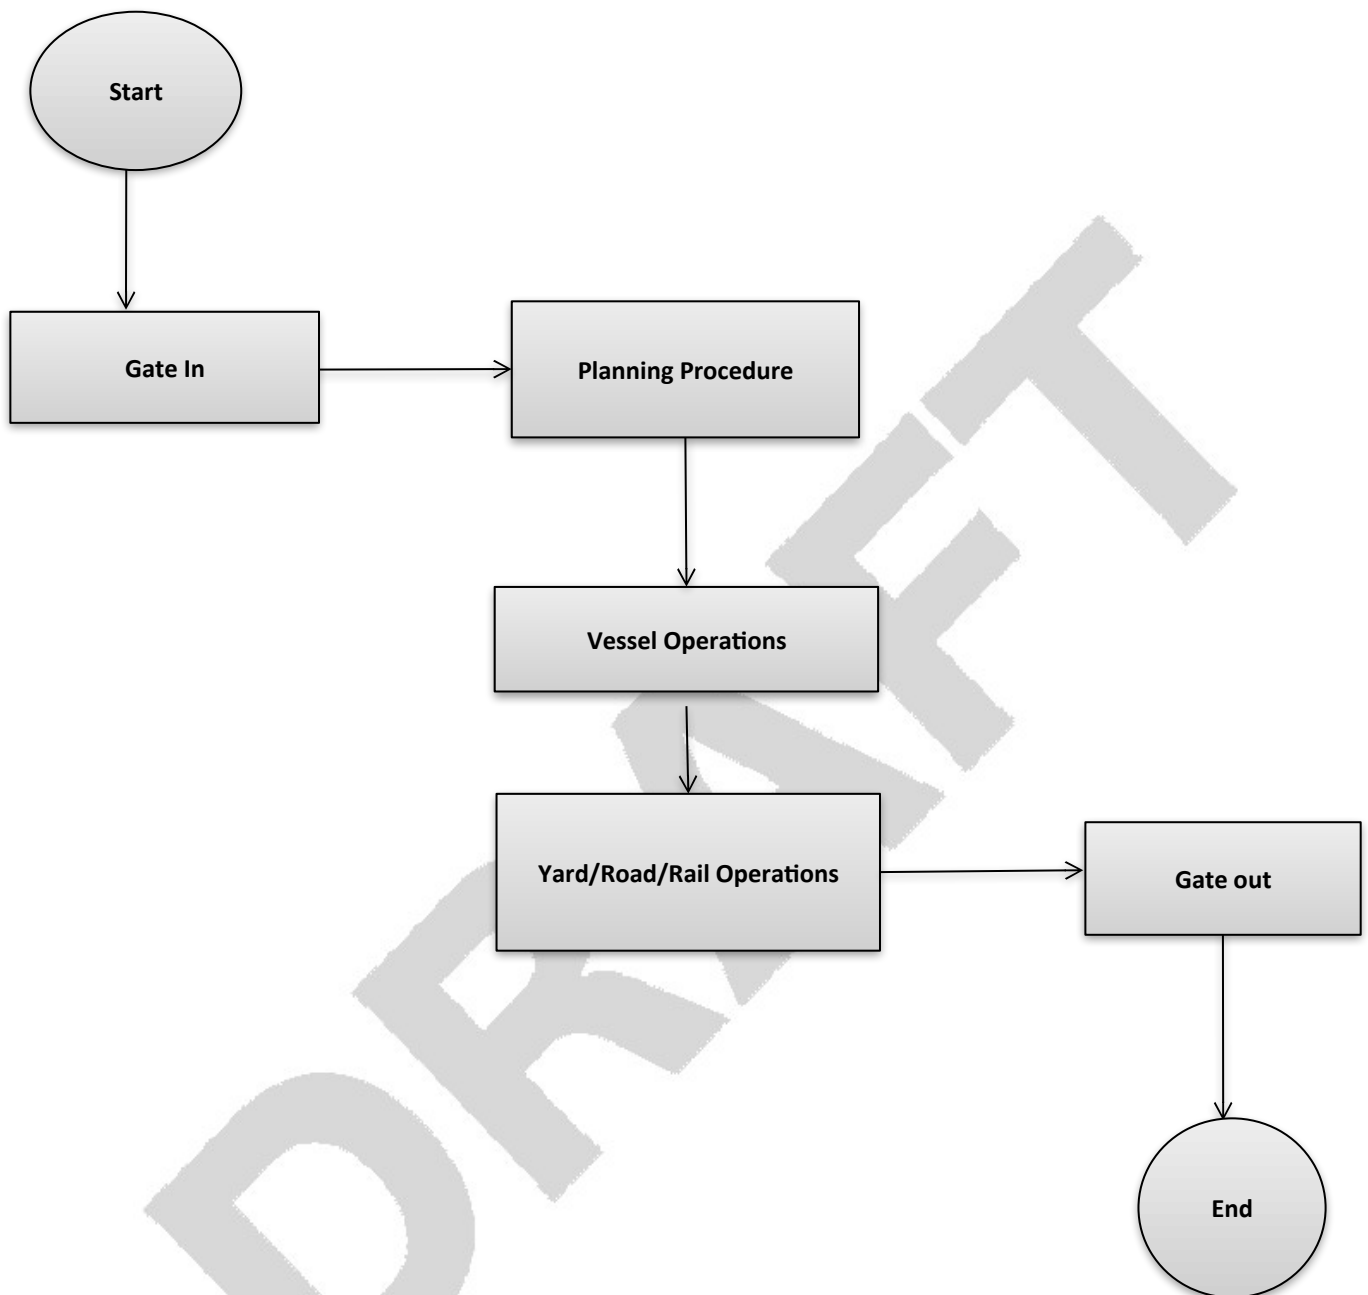 Start
Gate In
Planning Procedure
Vessel Operations
Yard/Road/Rail Operations
Gate out
End
DRAFT